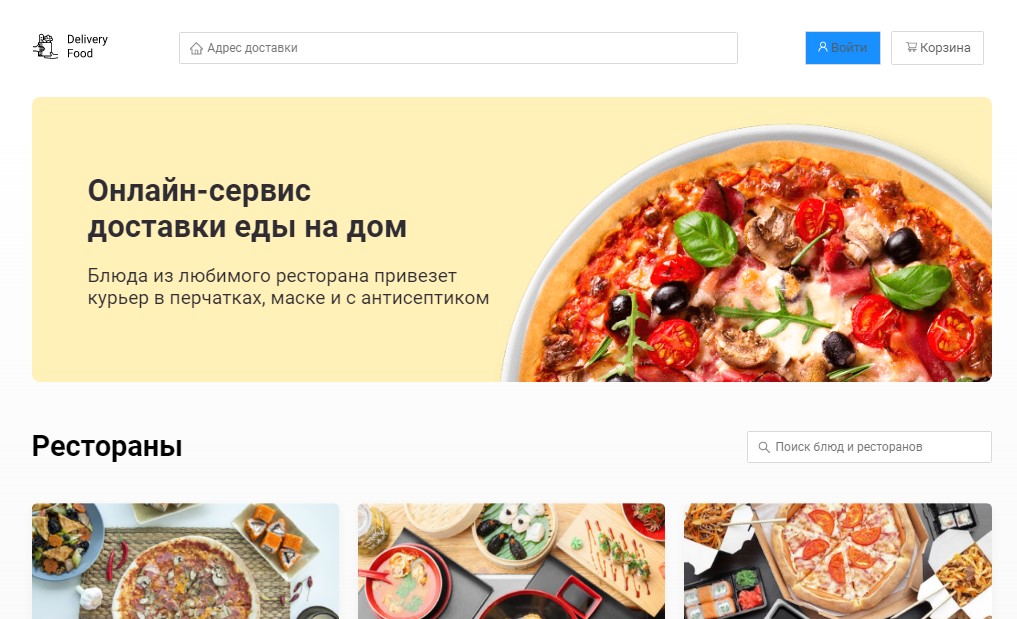 Delivery
Food
Адрес доставки
Войти
Корзина
Онлайн-сервис
доставки еды на дом
Блюда из любимого ресторана привезет
курьер в перчатках, маске и с антисептиком
Рестораны
Поиск блюд и ресторанов